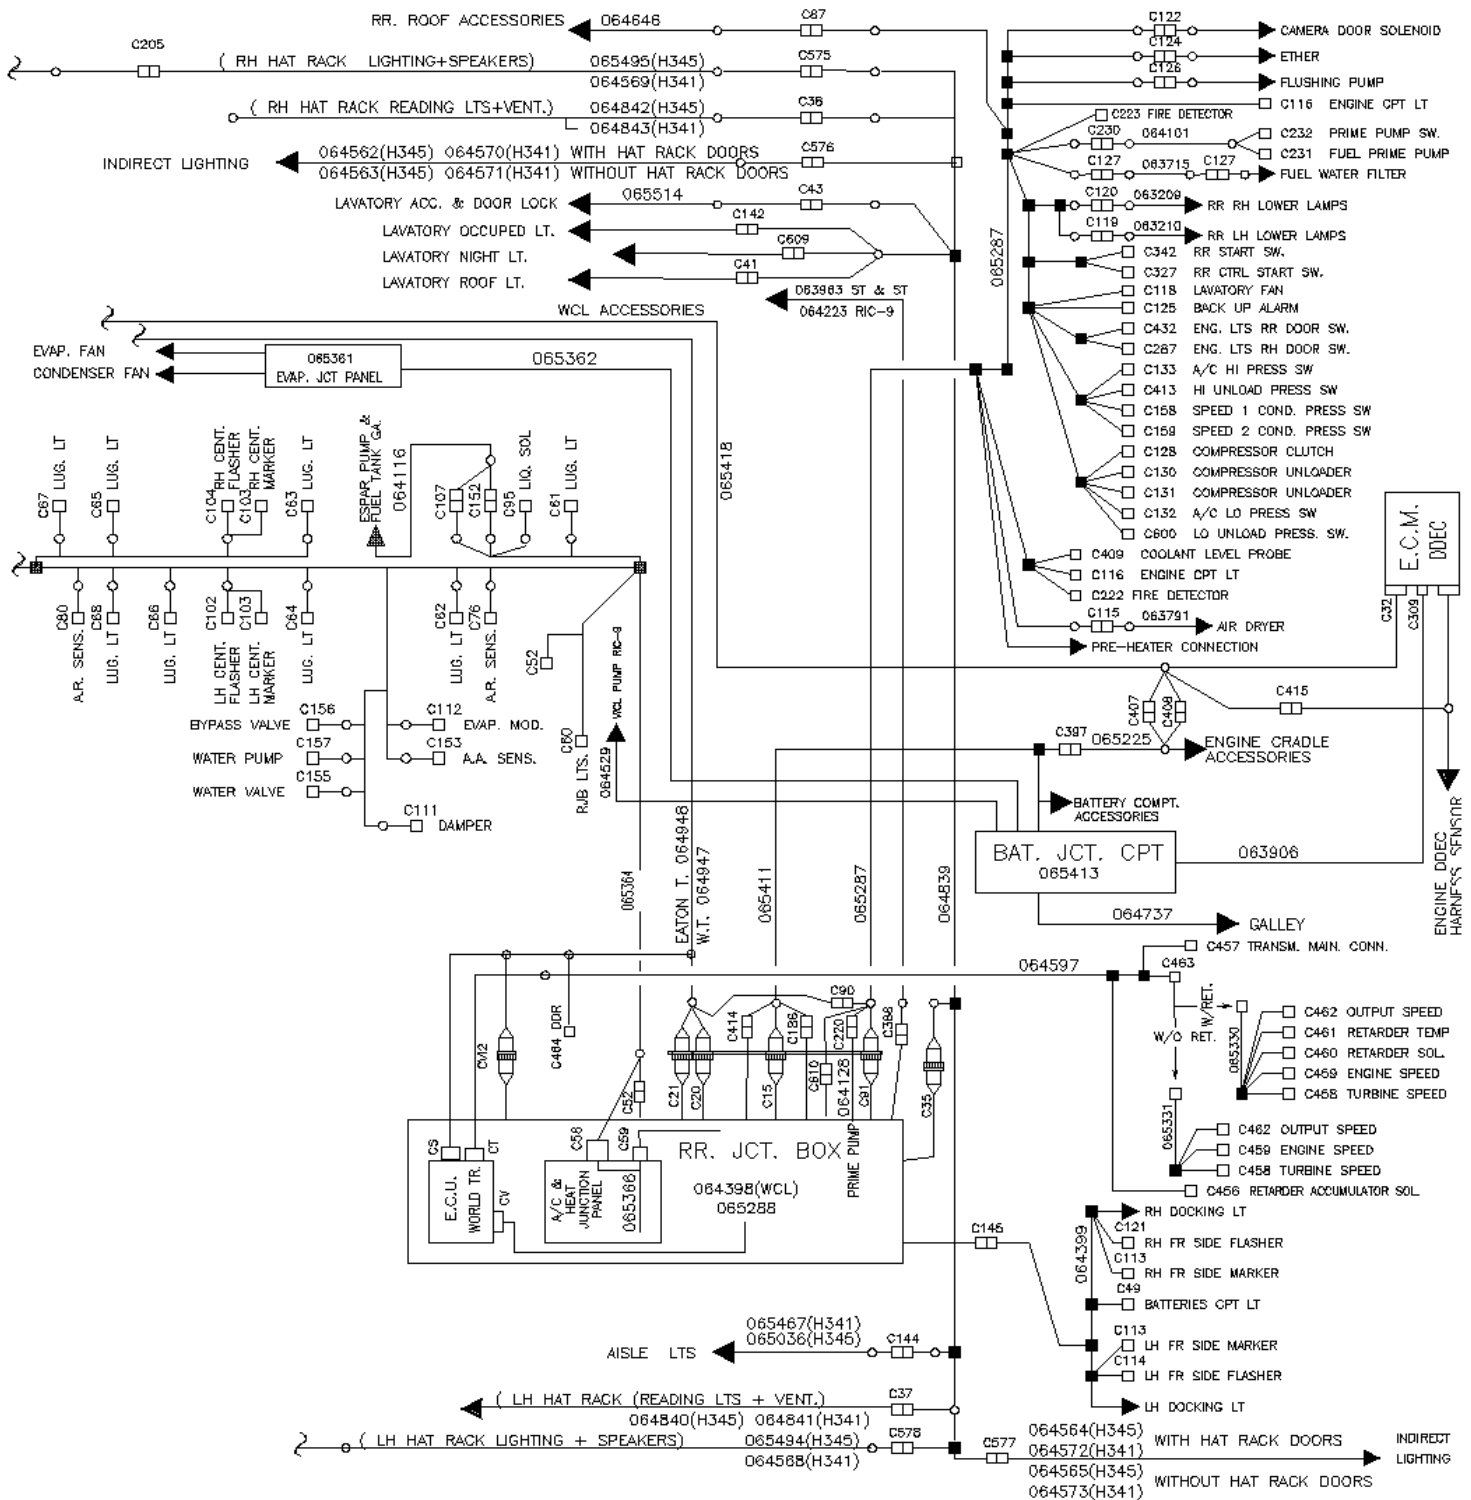 RR. ROOF ACCESSORIES
064646
C87
C122
CAMERA DOOR SOLENOID
C205
( RH HAT RACK LIGHTING+SPEAKERS)
065495(H345)
C575
C124
ETHER
064569(H341)
C126
FLUSHING PUMP
( RH HAT RACK READING LTS+VENT.)
064842(H345)
C36
C116 ENGINE CPT LT
064843(H341)
C223 FIRE DETECTOR
C230
064101
C232 PRIME PUMP SW.
INDIRECT LIGHTING
064562(H345) 064570(H341) WITH HAT RACK DOORS
C576
C231 FUEL PRIME PUMP
064563(H345) 064571(H341) WITHOUT HAT RACK DOORS
C127
063715
C127
FUEL WATER FILTER
LAVATORY ACC. & DOOR LOCK
065514
C43
C120
063209
RR RH LOWER LAMPS
LAVATORY OCCUPED LT.
C142
C119
063210
RR LH LOWER LAMPS
LAVATORY NIGHT LT.
C609
C342 RR START SW.
LAVATORY ROOF LT.
C41
C327 RR CTRL START SW.
065287
063983 ST & ST
064223 RIC-9
C118 LAVATORY FAN
C125 BACK UP ALARM
WCL ACCESSORIES
C432 ENG. LTS RR DOOR SW.
C287 ENG. LTS RH DOOR SW.
EVAP. FAN
CONDENSER FAN
065361
EVAP. JCT PANEL
065362
C133 A/C HI PRESS SW
C413 HI UNLOAD PRESS SW
C158 SPEED 1 COND. PRESS SW
C159 SPEED 2 COND. PRESS SW
C128 COMPRESSOR CLUTCH
C130 COMPRESSOR UNLOADER
C131 COMPRESSOR UNLOADER
C132 A/C LO PRESS SW
C600 LO UNLOAD PRESS. SW.
C67
LUG. LT
C65
LUG. LT
C104
RH CENT.
FLASHER
C103
RH CENT.
MARKER
C63
LUG. LT
ESPAR PUMP &
FUEL TANK GA.
064116
C107
C152
C95
LIQ. SOL
C61
LUG. LT
065418
E.C.M.
DDEC
C32
C309
C409 COOLANT LEVEL PROBE
C116 ENGINE CPT LT
C222 FIRE DETECTOR
C115
063791
AIR DRYER
PRE-HEATER CONNECTION
C80
A.R. SENS.
C68
LUG. LT
C66
LUG. LT
C102
LH CENT.
FLASHER
C103
LH CENT.
MARKER
C64
LUG. LT
C62
LUG. LT
C76
A.R. SENS.
C52
C60
RJB LTS.
WCL PUMP RIC-9
064529
C407
C408
C415
BYPASS VALVE
C156
C112
EVAP. MOD.
WATER PUMP
C157
C153
A.A. SENS.
WATER VALVE
C155
C111
DAMPER
C397
065225
ENGINE CRADLE
ACCESSORIES
BATTERY COMPT.
ACCESSORIES
BAT. JCT. CPT
065413
063906
ENGINE DDEC
HARNESS SENSOR
064737
GALLEY
065364
EATON T. 064948
W.T. 064947
065411
065287
064839
064597
C457 TRANSM. MAIN. CONN.
C463
W/RET.
W/O RET.
065330
C462 OUTPUT SPEED
C461 RETARDER TEMP
C460 RETARDER SOL.
C459 ENGINE SPEED
C458 TURBINE SPEED
065331
C462 OUTPUT SPEED
C459 ENGINE SPEED
C458 TURBINE SPEED
C456 RETARDER ACCUMULATOR SOL.
C464 DDR
C90
C414
C186
C220
C388
C21
C20
C15
C610
064128
C91
C35
C52
C58
C59
CS
CT
CV
E.C.U.
WORLD TR.
A/C &
HEAT
JUNCTION
PANEL
065366
RR. JCT. BOX
064398(WCL)
065288
PRIME PUMP
C145
064399
RH DOCKING LT
C121
RH FR SIDE FLASHER
C113
RH FR SIDE MARKER
C49
BATTERIES CPT LT
C113
LH FR SIDE MARKER
C114
LH FR SIDE FLASHER
LH DOCKING LT
065467(H341)
065036(H345)
C144
AISLE LTS
( LH HAT RACK (READING LTS + VENT.)
C37
064840(H345) 064841(H341)
( LH HAT RACK LIGHTING + SPEAKERS)
065494(H345)
C578
064568(H341)
C577
064564(H345)
064572(H341)
WITH HAT RACK DOORS
064565(H345)
064573(H341)
WITHOUT HAT RACK DOORS
INDIRECT
LIGHTING